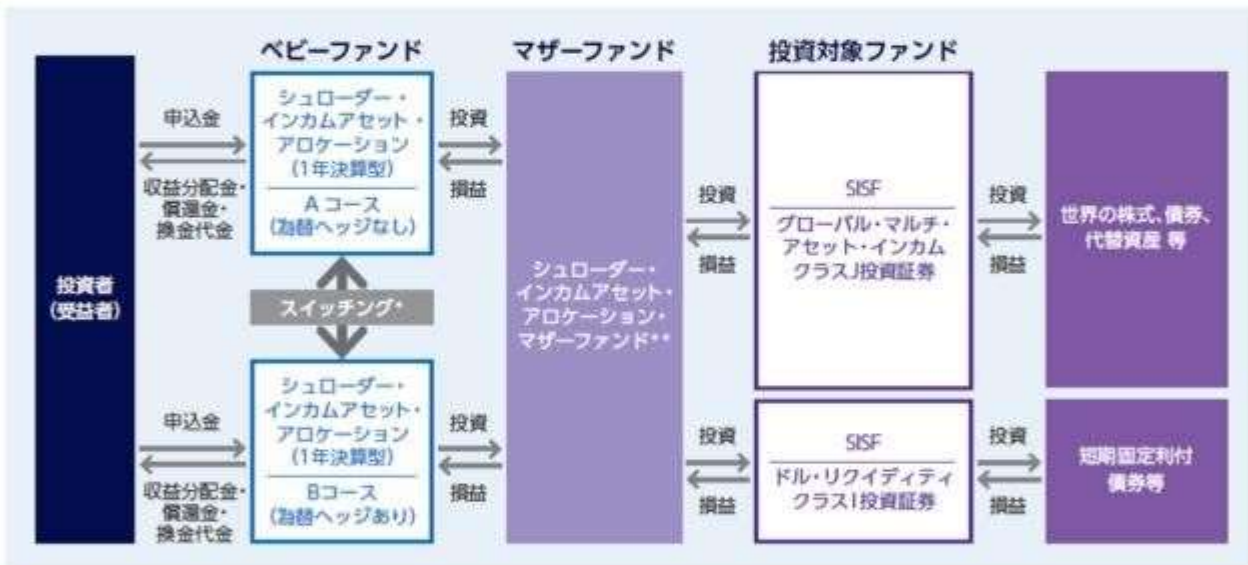 ベビーファンド
マザーファンド
投資対象ファンド
投資者
(受益者)
申込金
収益分配金・
償還金・
換金代金
シュローダー・
インカムアセット・
アロケーション
(1年決算型)
Aコース
(為替ヘッジなし)
投資
損益
スイッチング*
申込金
収益分配金・
償還金・
換金代金
シュローダー・
インカムアセット・
アロケーション
(1年決算型)
Bコース
(為替ヘッジあり)
投資
損益
シュローダー・
インカムアセット・
アロケーション・
マザーファンド**
投資
損益
SISF
グローバル・マルチ・
アセット・インカム
クラスJ投資証券
投資
損益
世界の株式、債券、
代替資産 等
投資
損益
SISF
ドル・リクイディティ
クラスI投資証券
投資
損益
短期固定利付
債券等